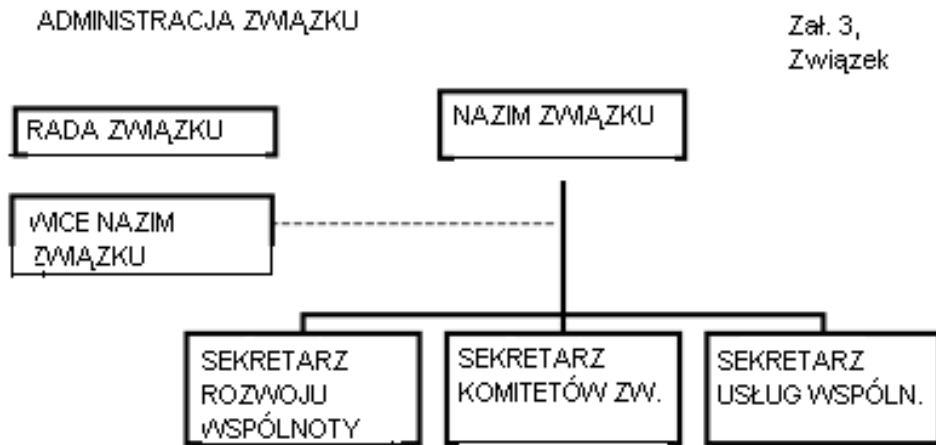 ADMINISTRACJA ZWIĄZKU
Zał. 3,
Związek
RADA ZWIĄZKU
NAZIM ZWIĄZKU
WICE NAZIM
ZWIĄZKU
SEKRETARZ
ROZWOJU
WSPÓLNOTY
SEKRETARZ
KOMITETÓW ZW.
SEKRETARZ
USŁUG WSPÓLN.